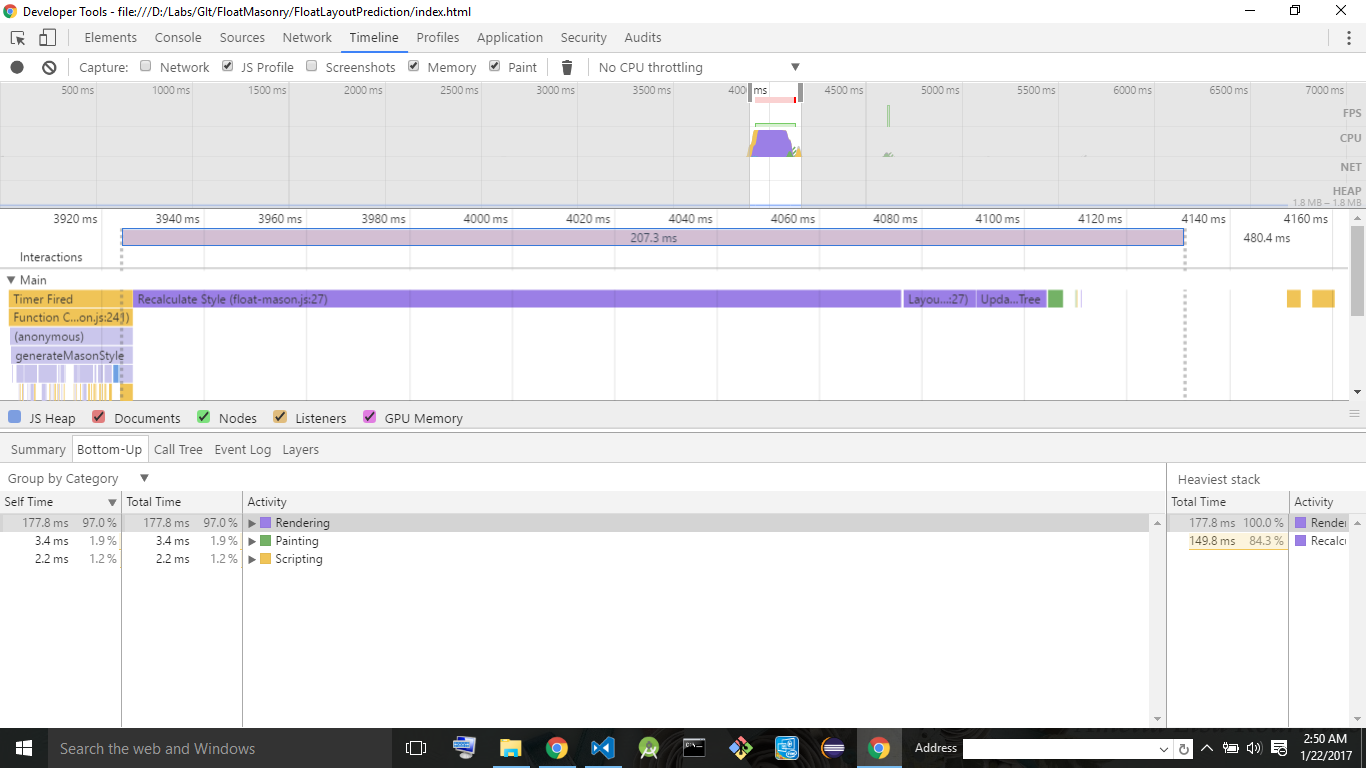 Developer Tools - file:///D:/Labs/GIt/FloatMasonry/FloatLayoutPrediction/index.html
Elements Console Sources Network Timeline Profiles Application Security Audits
Capture: Network JS Profile Screenshots Memory Paint No CPU throttling
500 ms 1000 ms 1500 ms 2000 ms 2500 ms 3000 ms 3500 ms 4000 ms 4500 ms 5000 ms 5500 ms 6000 ms 6500 ms 7000 ms
FPS
CPU
NET
HEAP
1.8 MB – 1.8 MB
3920 ms 3940 ms 3960 ms 3980 ms 4000 ms 4020 ms 4040 ms 4060 ms 4080 ms 4100 ms 4120 ms 4140 ms 4160 ms
207.3 ms 480.4 ms
Interactions
Main
Timer Fired Recalculate Style (float-mason.js:27) Layou...:27) Upda...Tree
Function C...on.js:241)
(anonymous)
generateMasonStyle
JS Heap Documents Nodes Listeners GPU Memory
Summary Bottom-Up Call Tree Event Log Layers
Group by Category Heaviest stack
Self Time Total Time Activity Total Time Activity
177.8 ms 97.0 % 177.8 ms 97.0 % Rendering 177.8 ms 100.0 % Render
3.4 ms 1.9 % 3.4 ms 1.9 % Painting 149.8 ms 84.3 % Recalc
2.2 ms 1.2 % 2.2 ms 1.2 % Scripting
Search the web and Windows Address 2:50 AM
1/22/2017